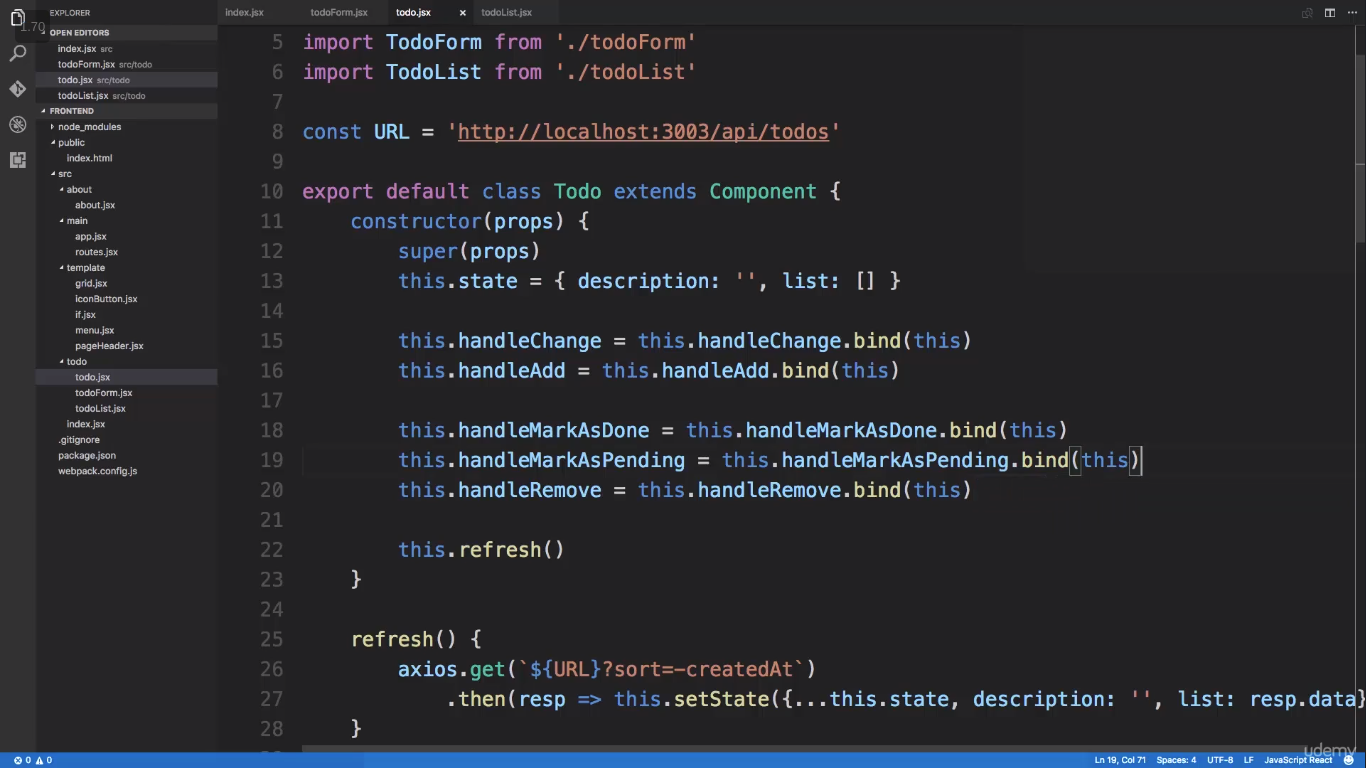 EXPLORER
index.jsx
todoForm.jsx
todo.jsx
×
todoList.jsx
1.70
OPEN EDITORS
index.jsx src
todoForm.jsx src/todo
todo.jsx src/todo
todoList.jsx src/todo
FRONTEND
node_modules
public
index.html
src
about
about.jsx
main
app.jsx
routes.jsx
template
grid.jsx
iconButton.jsx
if.jsx
menu.jsx
pageHeader.jsx
todo
todo.jsx
todoForm.jsx
todoList.jsx
index.jsx
.gitignore
package.json
webpack.config.js
5 import TodoForm from './todoForm'
6 import TodoList from './todoList'
7
8 const URL = 'http://localhost:3003/api/todos'
9
10 export default class Todo extends Component {
11 constructor(props) {
12 super(props)
13 this.state = { description: '', list: [] }
14
15 this.handleChange = this.handleChange.bind(this)
16 this.handleAdd = this.handleAdd.bind(this)
17
18 this.handleMarkAsDone = this.handleMarkAsDone.bind(this)
19 this.handleMarkAsPending = this.handleMarkAsPending.bind(this)
20 this.handleRemove = this.handleRemove.bind(this)
21
22 this.refresh()
23 }
24
25 refresh() {
26 axios.get(`${URL}?sort=-createdAt`)
27 .then(resp => this.setState({...this.state, description: '', list: resp.data}
28 }
udemy
0 0
Ln 19, Col 71 Spaces: 4 UTF-8 LF JavaScript React